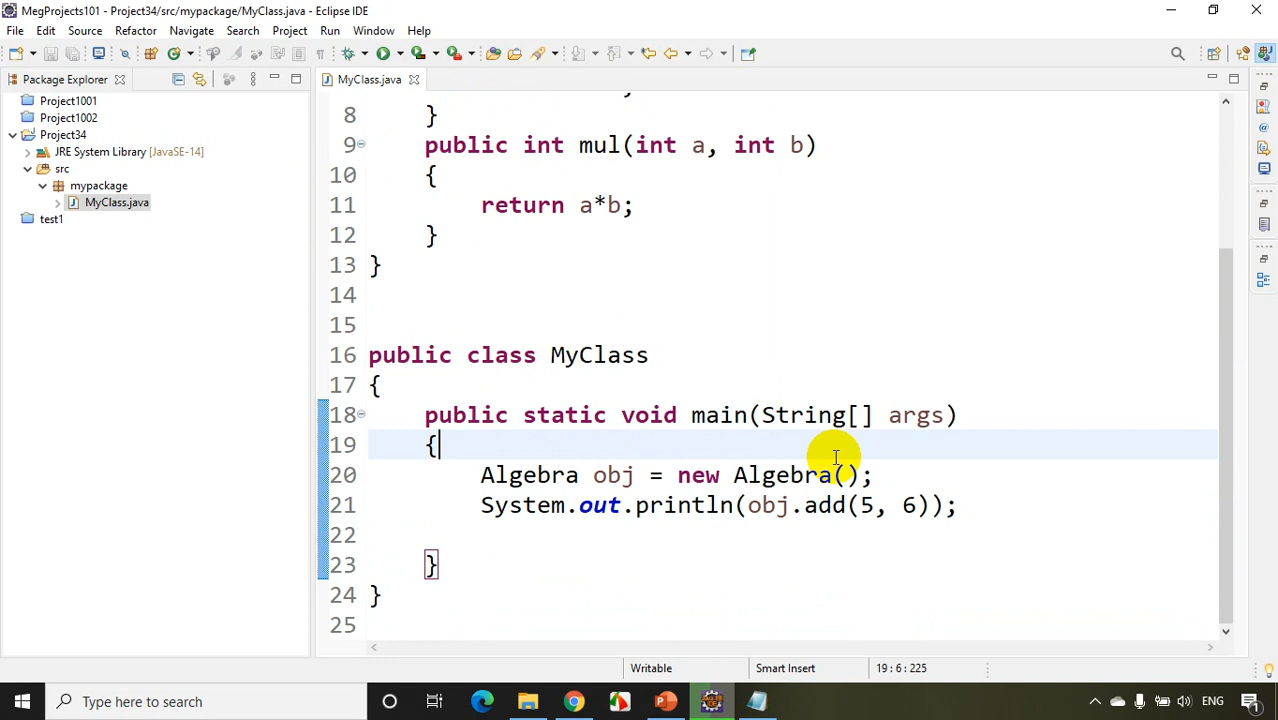 MegProjects101 - Project34/src/mypackage/MyClass.java - Eclipse IDE
File Edit Source Refactor Navigate Search Project Run Window Help
Package Explorer
MyClass.java
Project1001
Project1002
Project34
JRE System Library [JavaSE-14]
src
mypackage
MyClass.java
test1
8 }
9 public int mul(int a, int b)
10 {
11 return a*b;
12 }
13 }
14
15
16 public class MyClass
17 {
18 public static void main(String[] args)
19 {
20 Algebra obj = new Algebra();
21 System.out.println(obj.add(5, 6));
22
23 }
24 }
25
Writable Smart Insert 19 : 6 : 225
Type here to search
ENG